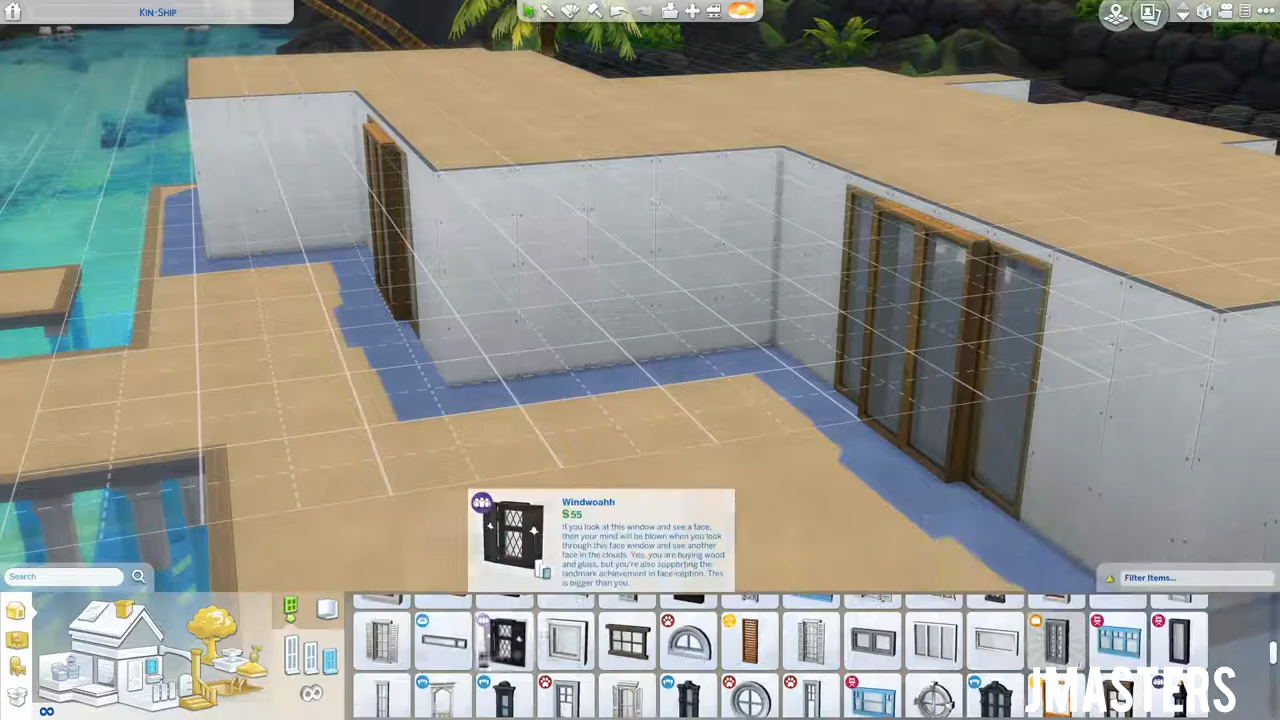 Kin-Ship
Windwoahh
§55
If you look at this window and see a face,
then your mind will be blown when you look
through this face window and see another
face in the clouds. Yes, you are buying wood
and glass, but you're also supporting the
landmark achievement in face-ception. This
is bigger than you.
Search
Filter Items...
JMASTERS